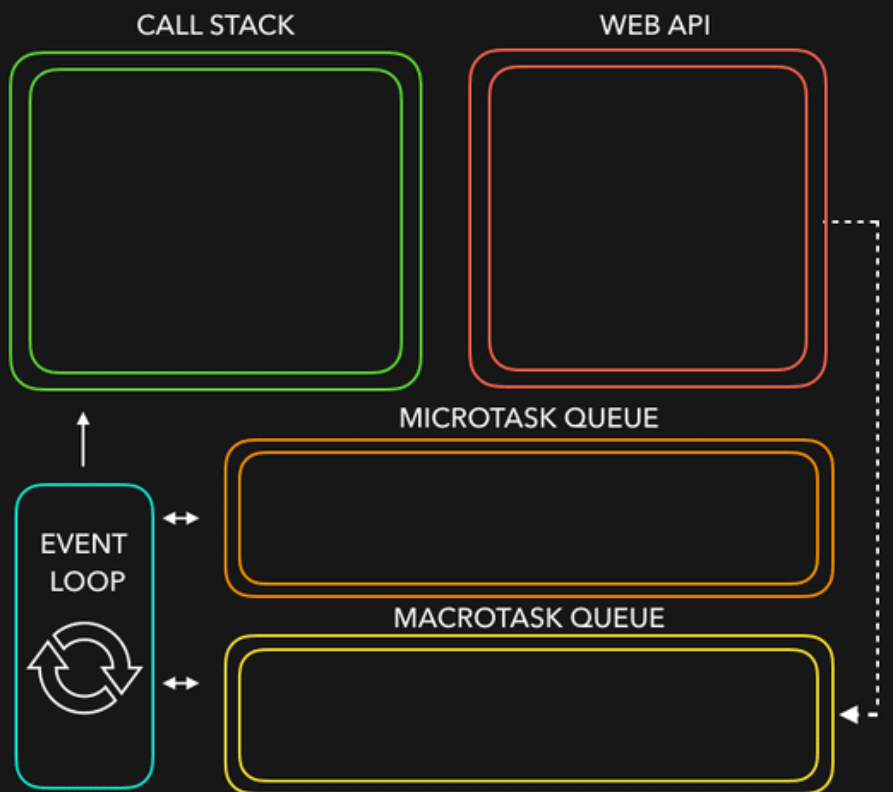 CALL STACK
WEB API
MICROTASK QUEUE
EVENT
LOOP
MACROTASK QUEUE